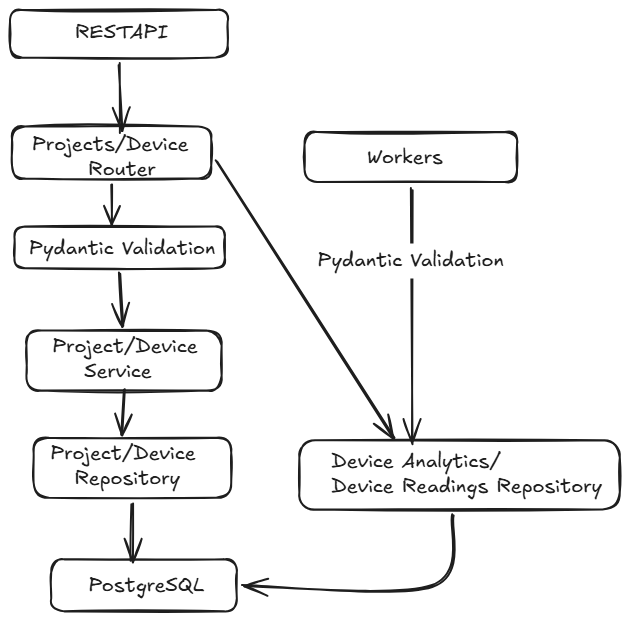 RESTAPI
Projects/Device
Router
Workers
Pydantic Validation
Pydantic Validation
Project/Device
Service
Project/Device
Repository
Device Analytics/
Device Readings Repository
PostgreSQL